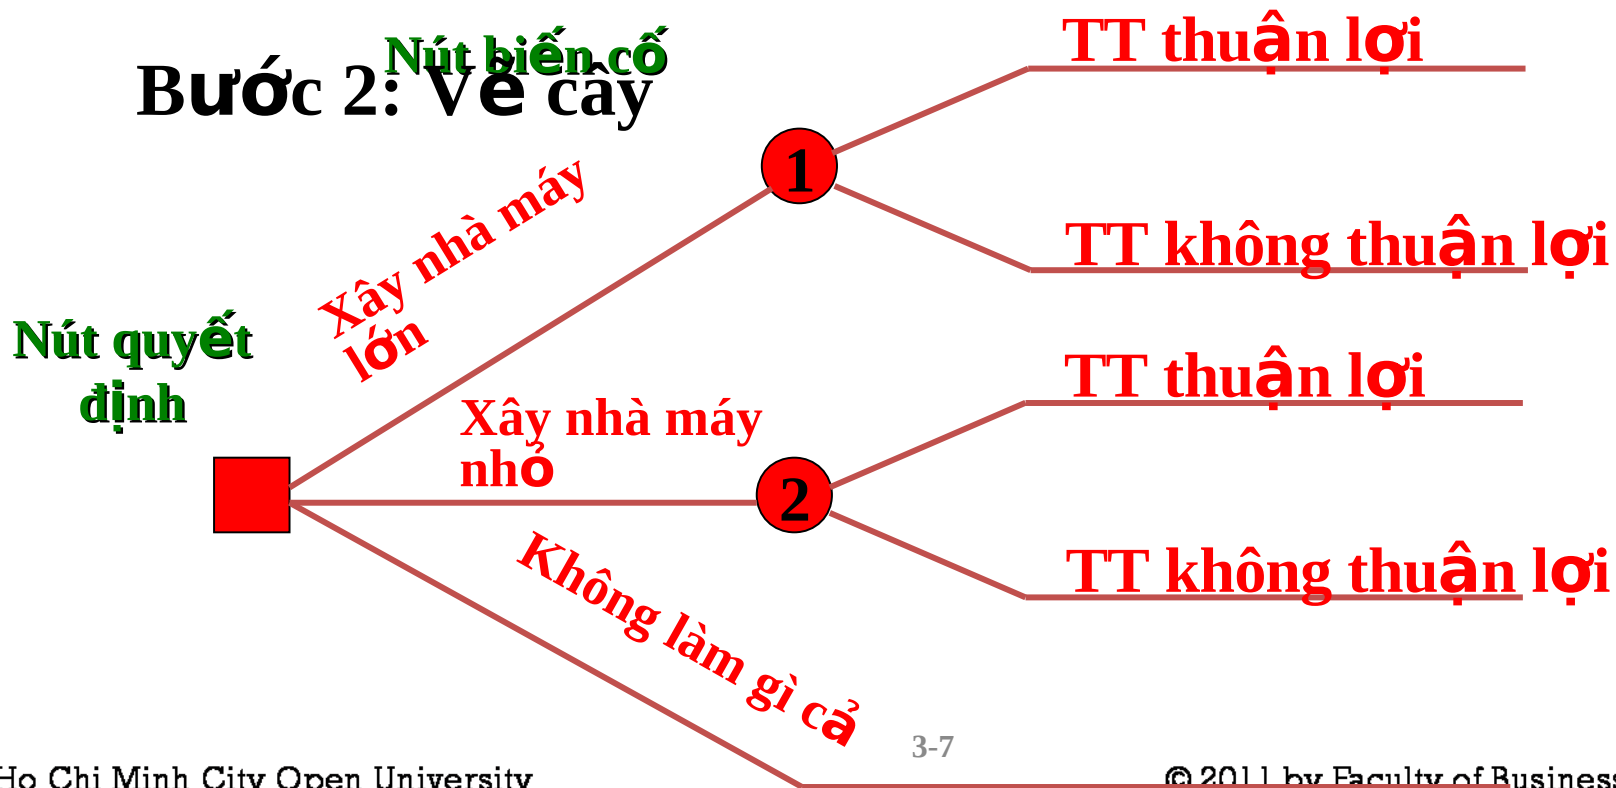 Nút biến cố
Bước 2: Vẽ cây
TT thuận lợi
1
TT không thuận lợi
Xây nhà máy
lớn
Nút quyết
định
Xây nhà máy
nhỏ
TT thuận lợi
2
TT không thuận lợi
Không làm gì cả
3-7
Ho Chi Minh City Open University
© 2011 by Faculty of Business